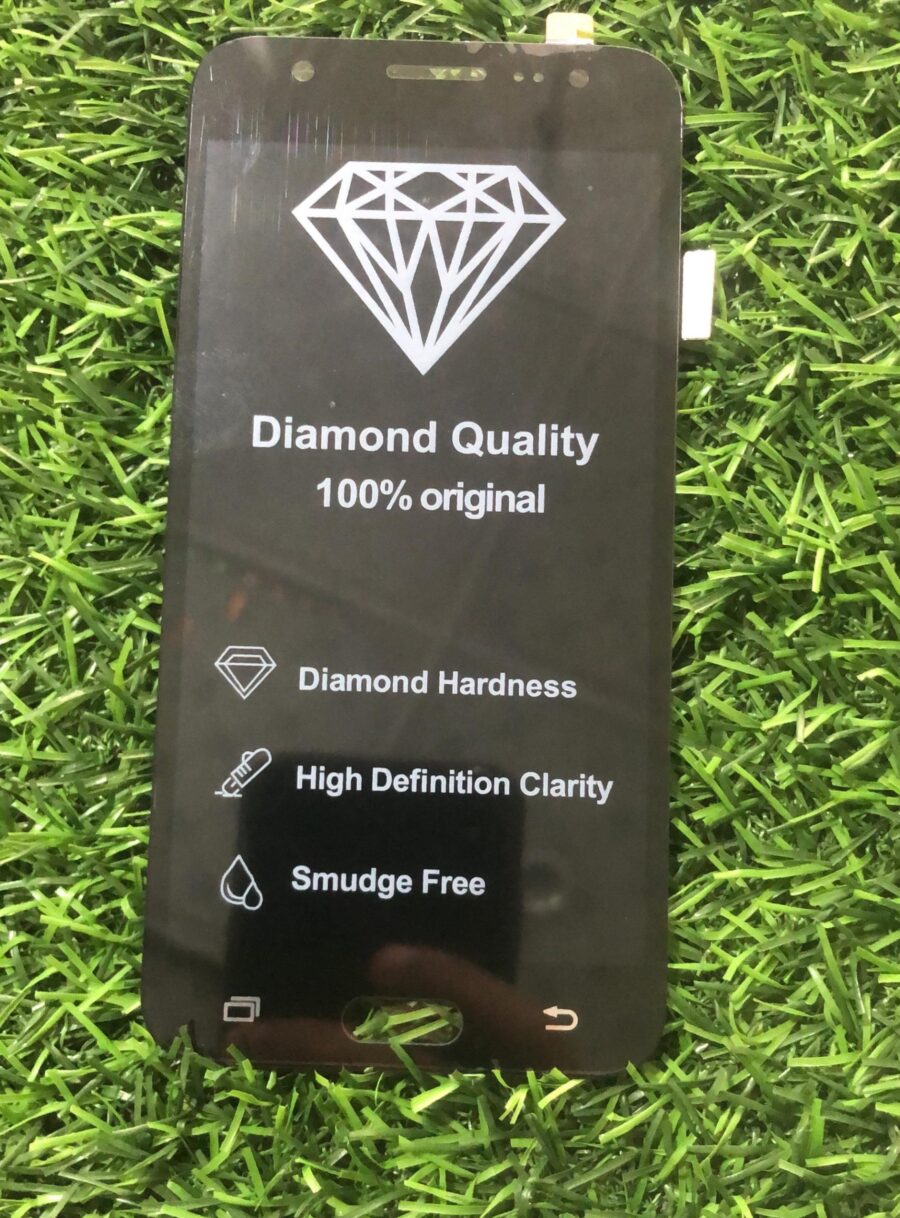 Diamond Quality
100% original
Diamond Hardness
High Definition Clarity
Smudge Free